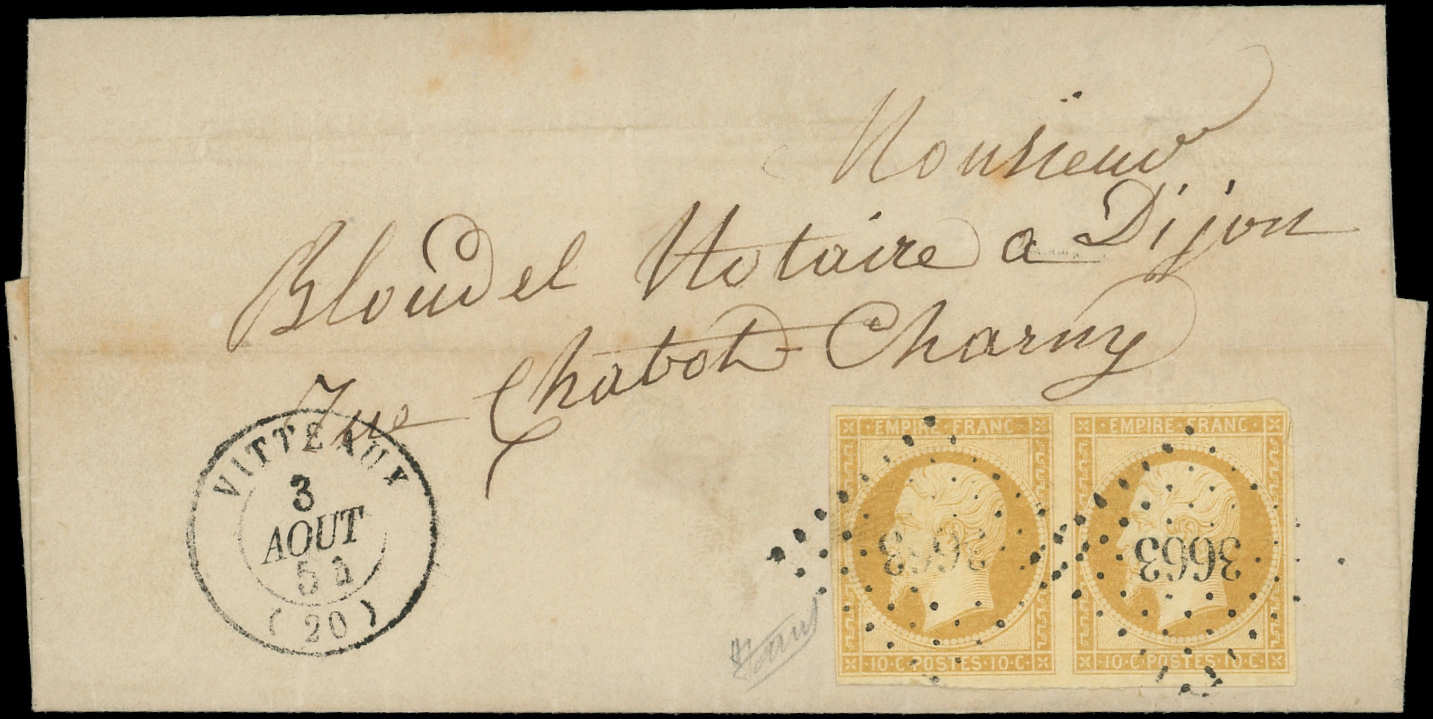 Monsieur
Bloudel Notaire a Dijon
Rue Chabot Charny
VITTEAUX
3
AOUT
(20)
EMPIRE · FRANC · EMPIRE · FRANC ·
3663 3663
10 · C · POSTES · 10 · C · 10 · C · POSTES · 10 · C ·